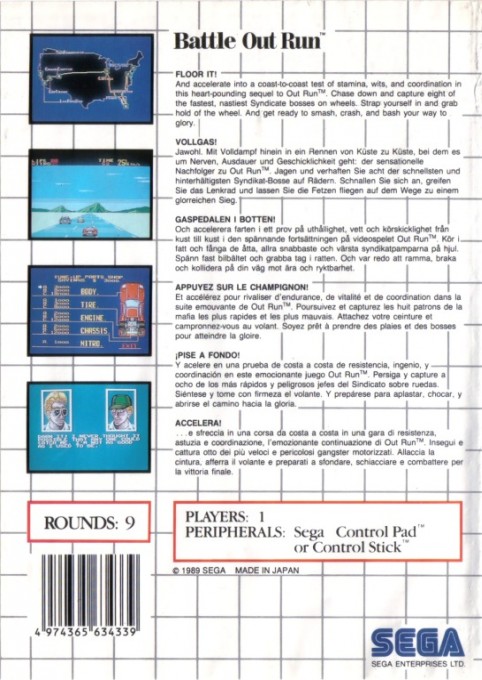 Battle Out Run™
FLOOR IT!
And accelerate into a coast-to-coast test of stamina, wits, and coordination in
this heart-pounding sequel to Out Run™. Chase down and capture eight of
the fastest, nastiest Syndicate bosses on wheels. Strap yourself in and grab
hold of the wheel. And get ready to smash, crash, and bash your way to
glory.
VOLLGAS!
Jawohl. Mit Volldampf hinein in ein Rennen von Küste zu Küste, bei dem es
um Nerven, Ausdauer und Geschicklichkeit geht: der sensationelle
Nachfolger zu Out Run™. Jagen und verhaften Sie acht der schnellsten und
hinterhältigsten Syndikat-Bosse auf Rädern. Schnallen Sie sich an, greifen
Sie das Lenkrad und lassen Sie die Fetzen fliegen auf dem Wege zu einem
glorreichen Sieg.
GASPEDALEN I BOTTEN!
Och accelerera farten i ett prov på uthållighet, vett och körskicklighet från
kust till kust i den spännande fortsättningen på videospelet Out Run™. Kör i
fatt och fånga de åtta, allra snabbaste och värsta syndikatpamparna på hjul.
Spänn fast bilbältet och grabba tag i ratten. Och var redo att ramma, braka
och kollidera på din väg mot ära och ryktbarhet.
APPUYEZ SUR LE CHAMPIGNON!
Et accélérez pour rivaliser d'endurance, de vitalité et de coordination dans la
suite emouvante de Out Run™. Poursuivez et capturez les huit patrons de la
mafia les plus rapides et les plus mauvais. Attachez votre ceinture et
campronnez-vous au volant. Soyez prêt à prendre des plaies et des bosses
pour atteindre la gloire.
¡PISE A FONDO!
Y acelere en una prueba de costa a costa de resistencia, ingenio, y
coordinación en este emocionante juego Out Run™. Persiga y capture a
ocho de los más rápidos y peligrosos jefes del Sindicato sobre ruedas.
Siéntese y tome con firmeza el volante. Y prepárese para aplastar, chocar, y
abrirse el camino hacia la gloria.
ACCELERA!
. . .e sfreccia in una corsa da costa a costa in una gara di resistenza,
astuzia e coordinazione, l'emozionante continuazione di Out Run™. Insegui e
cattura otto dei più veloci e pericolosi gangster motorizzati. Allaccia la
cintura, afferra il volante e preparati a sfondare, schiacciare e combattere per
la vittoria finale.
BODY
TIRE
ENGINE
CHASSIS
NITRO
EXIT
ROUNDS: 9
PLAYERS: 1
PERIPHERALS: Sega Control Pad™
or Control Stick™
© 1989 SEGA MADE IN JAPAN
4 974365 634339
SEGA
SEGA ENTERPRISES LTD.